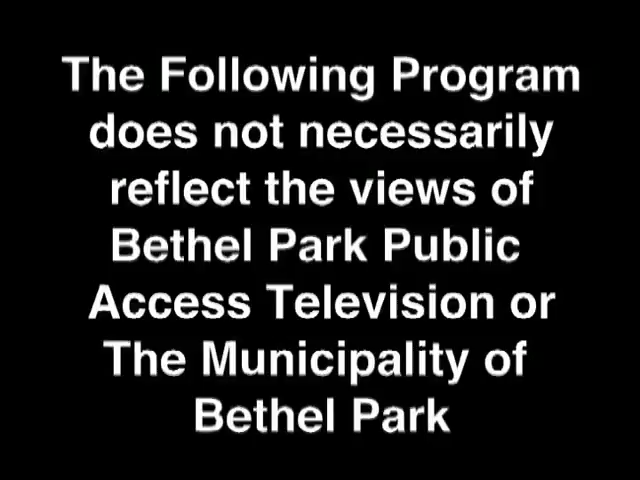 The Following Program
does not necessarily
reflect the views of
Bethel Park Public
Access Television or
The Municipality of
Bethel Park